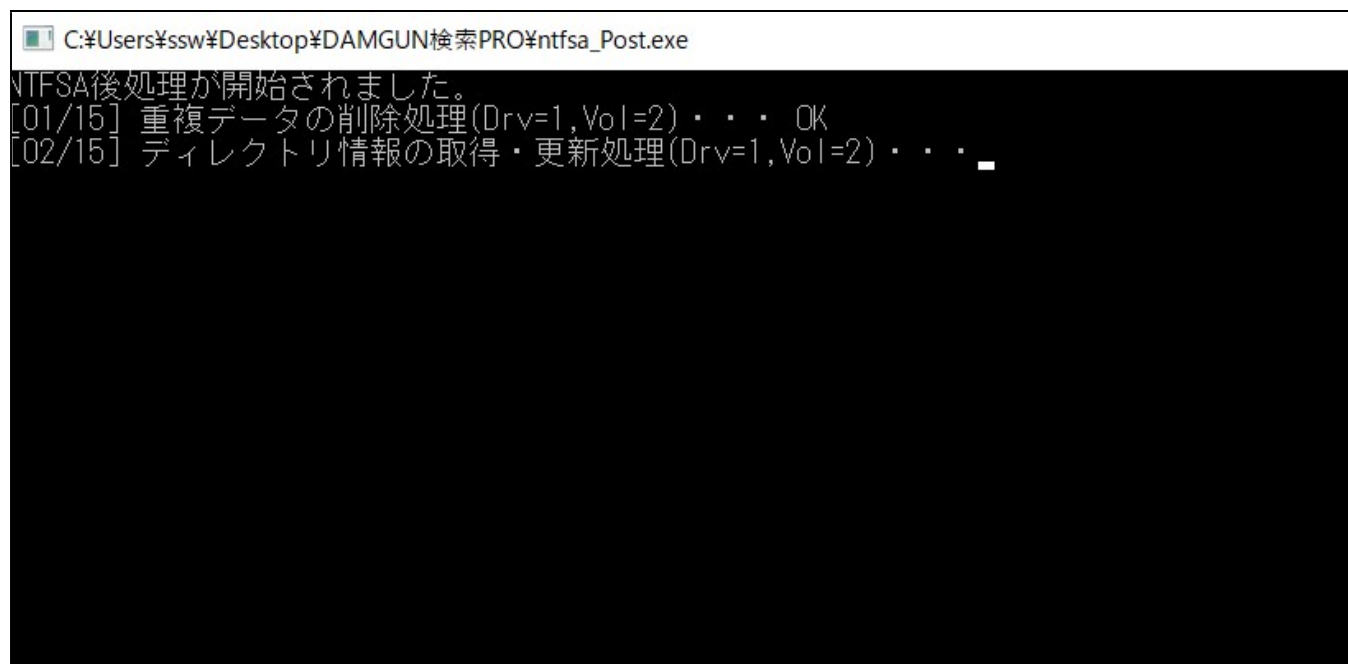 C:¥Users¥ssw¥Desktop¥DAMGUN検索PRO¥ntfsa_Post.exe
NTFSA後処理が開始されました。
[01/15] 重複データの削除処理(Drv=1,Vol=2)・・・ OK
[02/15] ディレクトリ情報の取得・更新処理(Drv=1,Vol=2)・・・